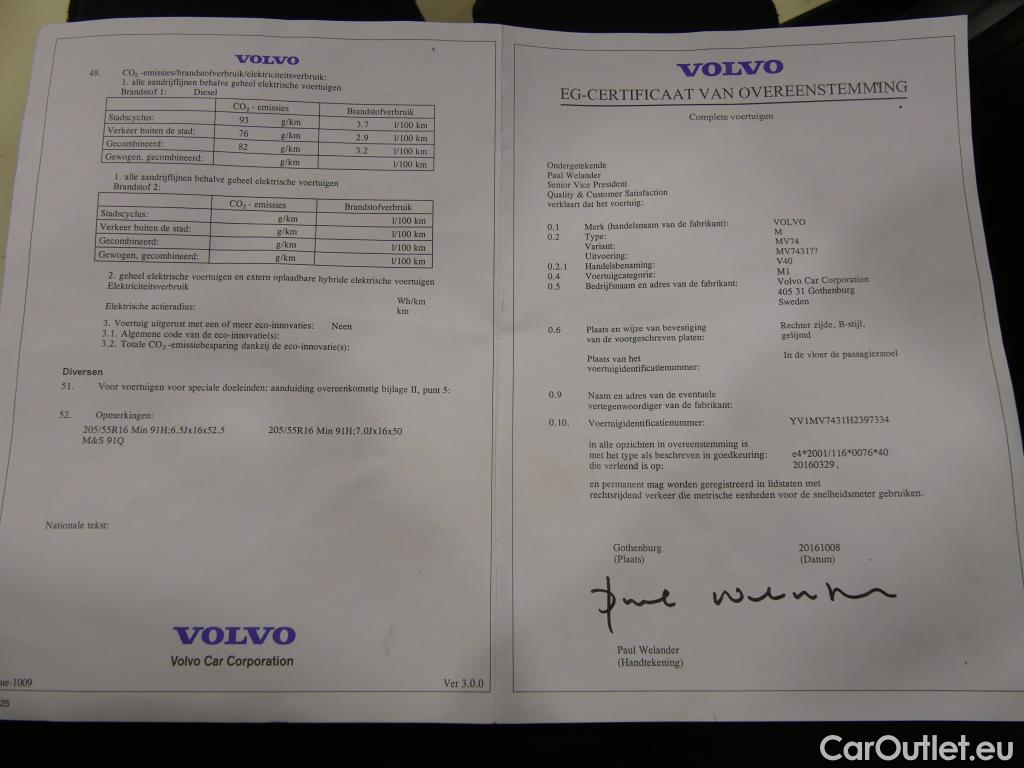 VOLVO
49. CO₂ -emissies/brandstofverbruik/elektriciteitsverbruik:
1. alle aandrijflijnen behalve geheel elektrische voertuigen
Brandstof 1: Diesel
CO₂ - emissies Brandstofverbruik
Stadscyclus: 93 g/km 3.7 l/100 km
Verkeer buiten de stad: 76 g/km 2.9 l/100 km
Gecombineerd: 82 g/km 3.2 l/100 km
Gewogen, gecombineerd: g/km l/100 km
1. alle aandrijflijnen behalve geheel elektrische voertuigen
Brandstof 2:
CO₂ - emissies Brandstofverbruik
Stadscyclus: g/km l/100 km
Verkeer buiten de stad: g/km l/100 km
Gecombineerd: g/km l/100 km
Gewogen, gecombineerd: g/km l/100 km
2. geheel elektrische voertuigen en extern oplaadbare hybride elektrische voertuigen
Elektriciteitsverbruik
Wh/km
Elektrische actieradius: km
3. Voertuig uitgerust met een of meer eco-innovaties: Neen
3.1. Algemene code van de eco-innovatie(s):
3.2. Totale CO₂ -emissiebesparing dankzij de eco-innovatie(s):
Diversen
51. Voor voertuigen voor speciale doeleinden: aanduiding overeenkomstig bijlage II, punt 5:
52. Opmerkingen:
205/55R16 Min 91H;6.5Jx16x52.5 205/55R16 Min 91H;7.0Jx16x50
M&S 91Q
Nationale tekst:
VOLVO
Volvo Car Corporation
ue-1009 Ver 3.0.0
25
VOLVO
EG-CERTIFICAAT VAN OVEREENSTEMMING
Complete voertuigen
Ondergetekende
Paul Welander
Senior Vice President
Quality & Customer Satisfaction
verklaart dat het voertuig:
0.1 Merk (handelsnaam van de fabrikant): VOLVO
0.2 Type: M
Variant: MV74
Uitvoering: MV7431??
0.2.1 Handelsbenaming: V40
0.4 Voertuigcategorie: M1
0.5 Bedrijfsnaam en adres van de fabrikant: Volvo Car Corporation
405 31 Gothenburg
Sweden
0.6 Plaats en wijze van bevestiging Rechter zijde, B-stijl,
van de voorgeschreven platen: gelijmd
Plaats van het In de vloer de passagierstoel
voertuigidentificatienummer:
0.9 Naam en adres van de eventuele
vertegenwoordiger van de fabrikant:
0.10. Voertuigidentificatienummer: YV1MV7431H2397334
in alle opzichten in overeenstemming is
met het type als beschreven in goedkeuring: e4*2001/116*0076*40
die verleend is op: 20160329 .
en permanent mag worden geregistreerd in lidstaten met
rechtsrijdend verkeer die metrische eenheden voor de snelheidsmeter gebruiken.
Gothenburg 20161008
(Plaats) (Datum)
Paul Welander
Paul Welander
(Handtekening)
CarOutlet.eu